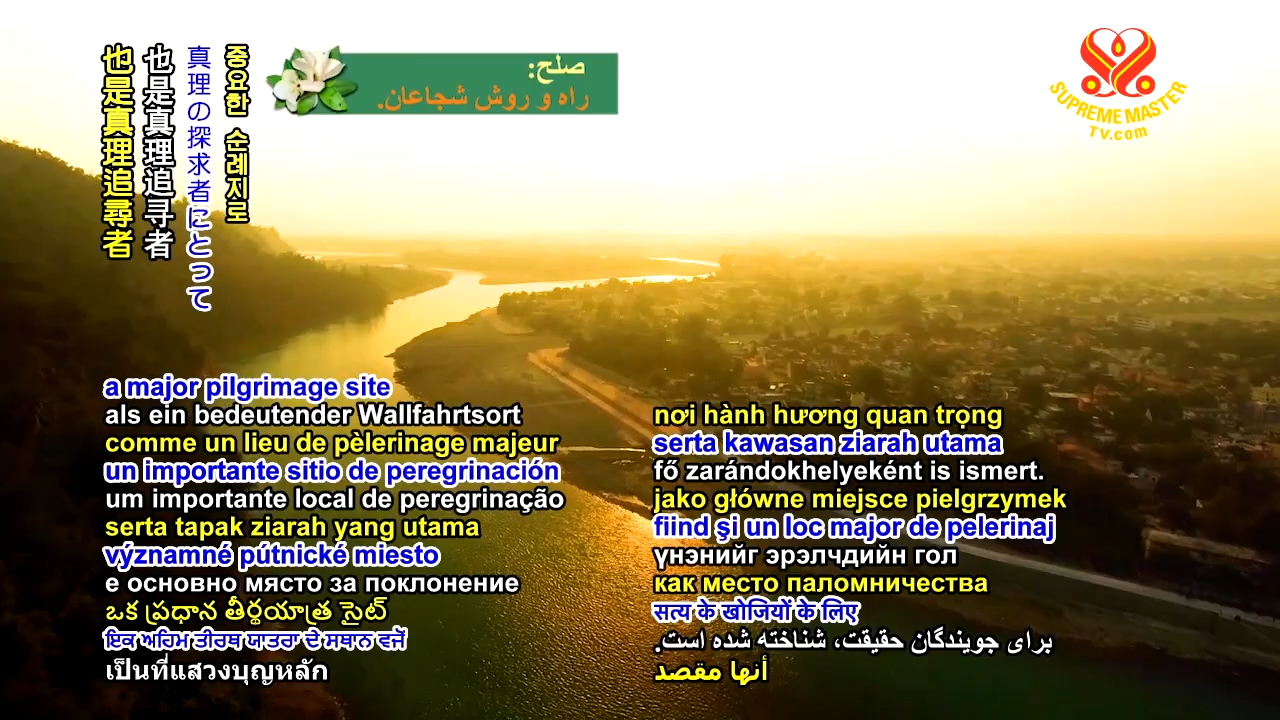 也是真理追尋者
也是真理追寻者
真理の探求者にとって
중요한 순례지로
صلح:
راه و روش شجاعان.
SUPREME MASTER
TV.com
a major pilgrimage site
als ein bedeutender Wallfahrtsort
comme un lieu de pèlerinage majeur
un importante sitio de peregrinación
um importante local de peregrinação
serta tapak ziarah yang utama
významné pútnické miesto
е основно място за поклонение
ఒక ప్రధాన తీర్థయాత్ర సైట్
ਇਕ ਅਹਿਮ ਤੀਰਥ ਯਾਤਰਾ ਦੇ ਸਥਾਨ ਵਜੋਂ
เป็นที่แสวงบุญหลัก
nơi hành hương quan trọng
serta kawasan ziarah utama
fő zarándokhelyeként is ismert.
jako główne miejsce pielgrzymek
fiind şi un loc major de pelerinaj
үнэнийг эрэлчдийн гол
как место паломничества
सत्य के खोजियों के लिए
برای جویندگان حقیقت، شناخته شده است.
أنها مقصد